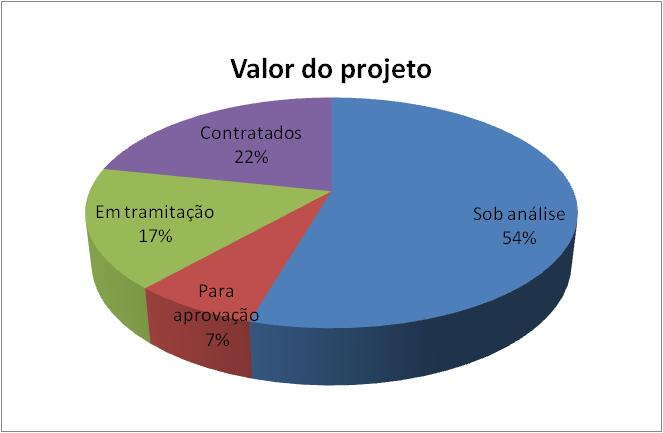 Valor do projeto
Contratados
22%
Em tramitação
17%
Sob análise
54%
Para
aprovação
7%